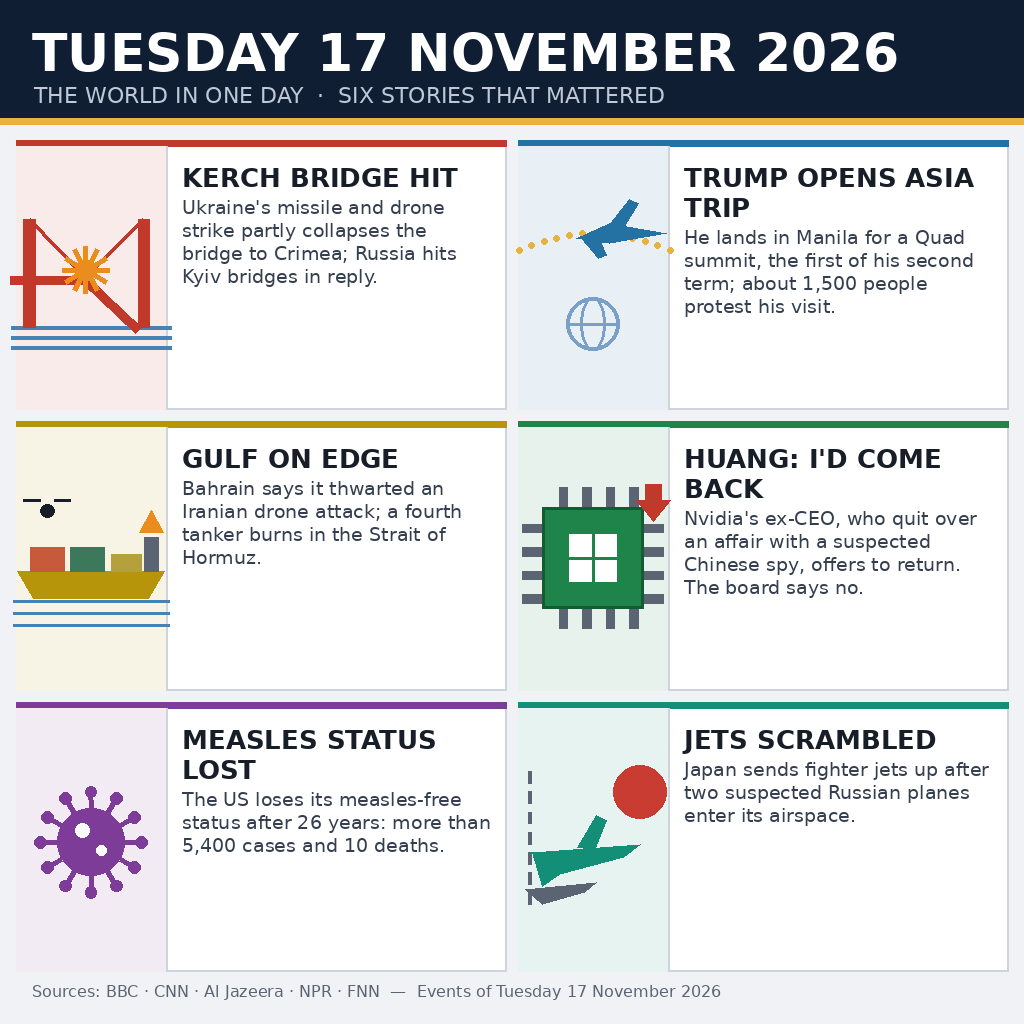 TUESDAY 17 NOVEMBER 2026
THE WORLD IN ONE DAY · SIX STORIES THAT MATTERED
KERCH BRIDGE HIT
Ukraine's missile and drone
strike partly collapses the
bridge to Crimea; Russia hits
Kyiv bridges in reply.
TRUMP OPENS ASIA
TRIP
He lands in Manila for a Quad
summit, the first of his second
term; about 1,500 people
protest his visit.
GULF ON EDGE
Bahrain says it thwarted an
Iranian drone attack; a fourth
tanker burns in the Strait of
Hormuz.
HUANG: I'D COME
BACK
Nvidia's ex-CEO, who quit over
an affair with a suspected
Chinese spy, offers to return.
The board says no.
MEASLES STATUS
LOST
The US loses its measles-free
status after 26 years: more than
5,400 cases and 10 deaths.
JETS SCRAMBLED
Japan sends fighter jets up after
two suspected Russian planes
enter its airspace.
Sources: BBC · CNN · Al Jazeera · NPR · FNN — Events of Tuesday 17 November 2026